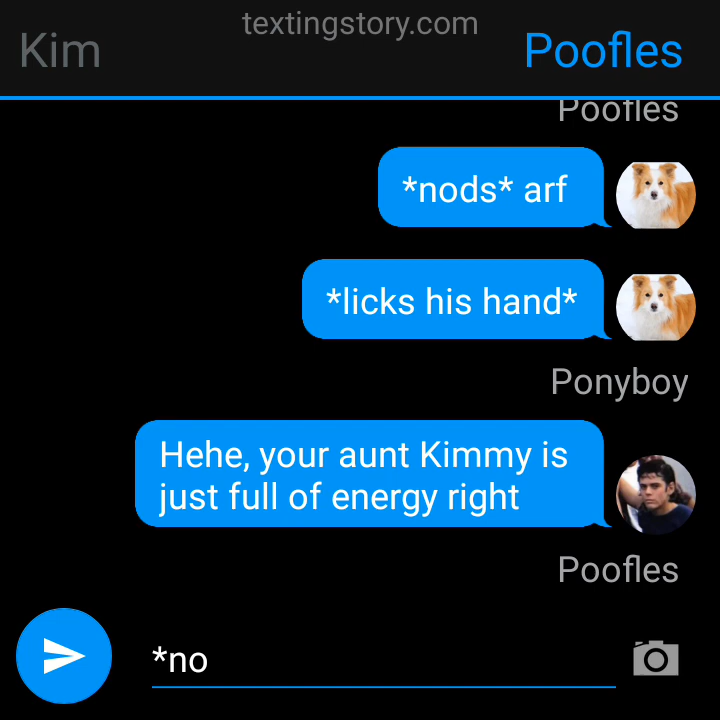 textingstory.com
Kim
Poofles
Poofles
*nods* arf
*licks his hand*
Ponyboy
Hehe, your aunt Kimmy is
just full of energy right
Poofles
*no